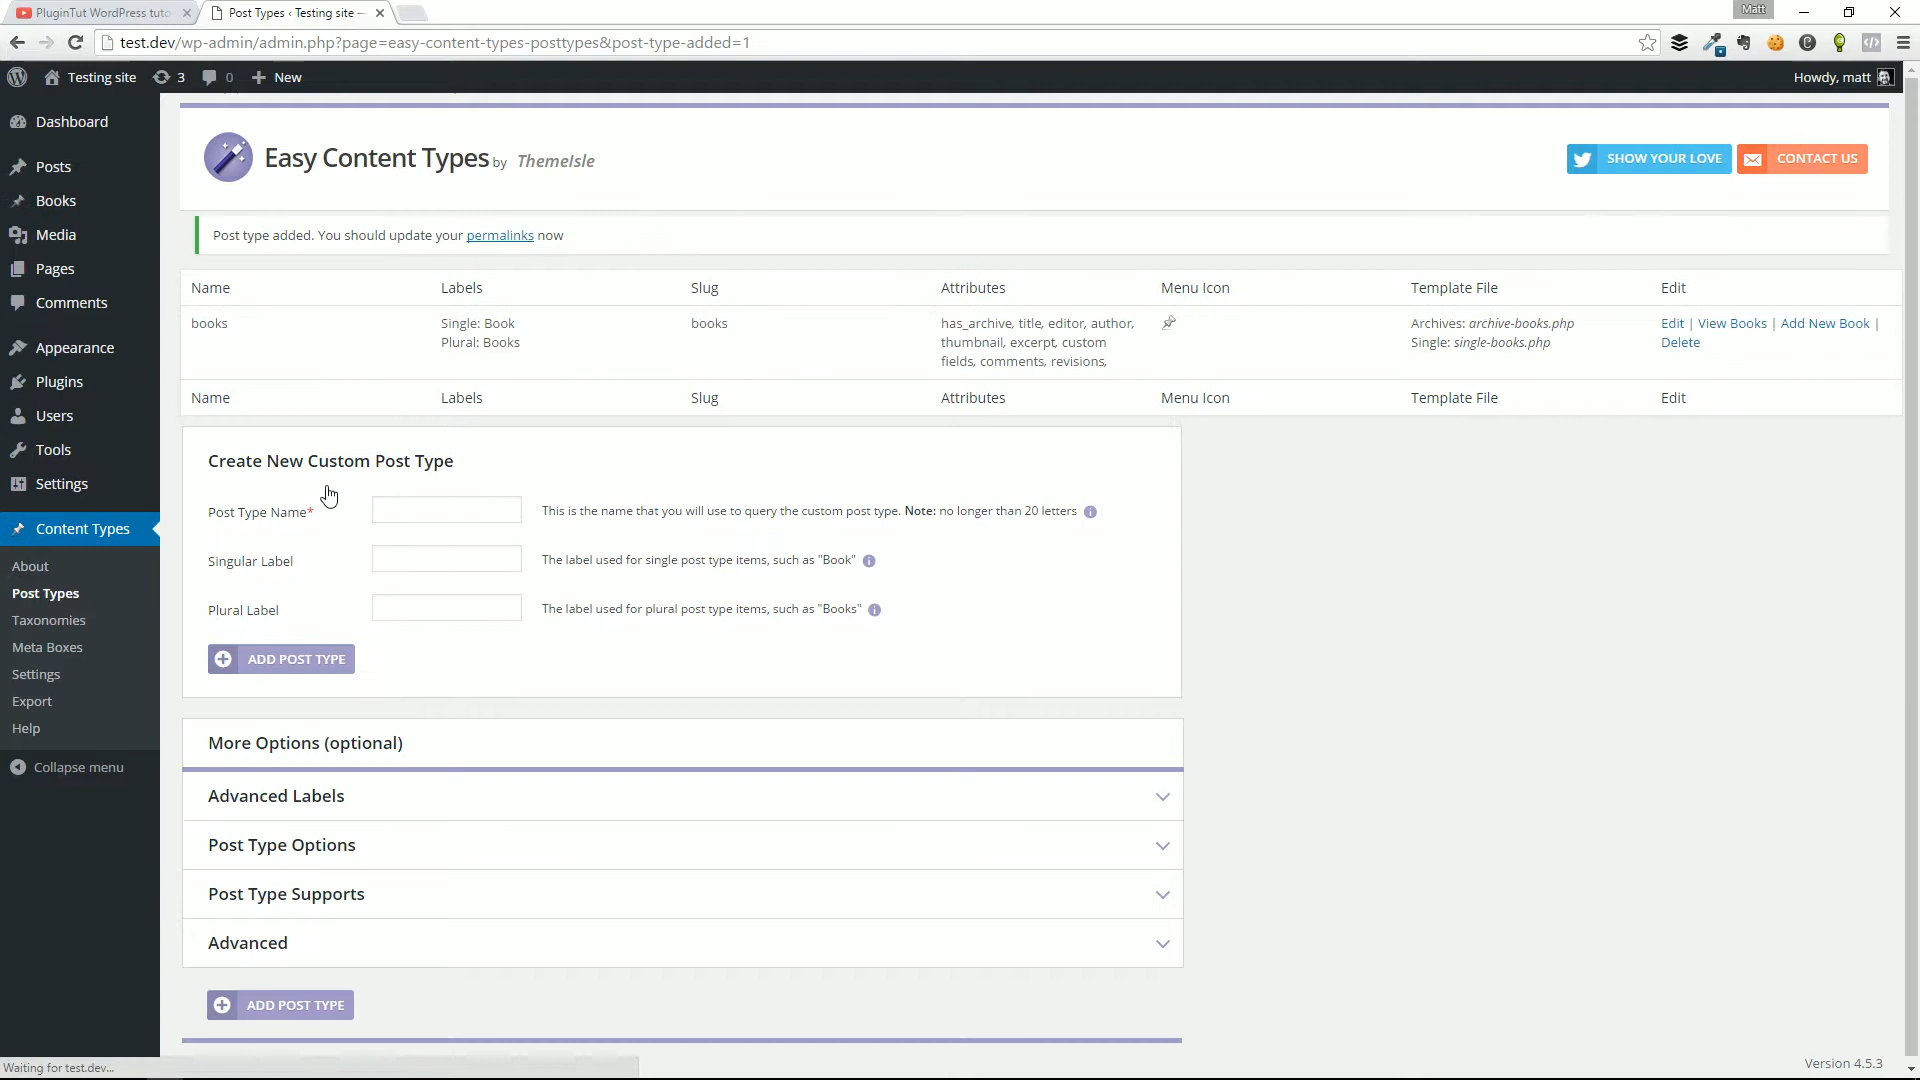 PluginTut WordPress tuto
Post Types ‹ Testing site —
Matt
test.dev/wp-admin/admin.php?page=easy-content-types-posttypes&post-type-added=1
Testing site 3 0 New
Howdy, matt
Dashboard
Posts
Books
Media
Pages
Comments
Appearance
Plugins
Users
Tools
Settings
Content Types
About
Post Types
Taxonomies
Meta Boxes
Settings
Export
Help
Collapse menu
Easy Content Types by ThemeIsle
SHOW YOUR LOVE
CONTACT US
Post type added. You should update your permalinks now
Name Labels Slug Attributes Menu Icon Template File Edit
books
Single: Book
Plural: Books
books
has_archive, title, editor, author,
thumbnail, excerpt, custom
fields, comments, revisions,
Archives: archive-books.php
Single: single-books.php
Edit | View Books | Add New Book |
Delete
Name Labels Slug Attributes Menu Icon Template File Edit
Create New Custom Post Type
Post Type Name* This is the name that you will use to query the custom post type. Note: no longer than 20 letters
Singular Label The label used for single post type items, such as "Book"
Plural Label The label used for plural post type items, such as "Books"
ADD POST TYPE
More Options (optional)
Advanced Labels
Post Type Options
Post Type Supports
Advanced
ADD POST TYPE
Version 4.5.3
Waiting for test.dev...